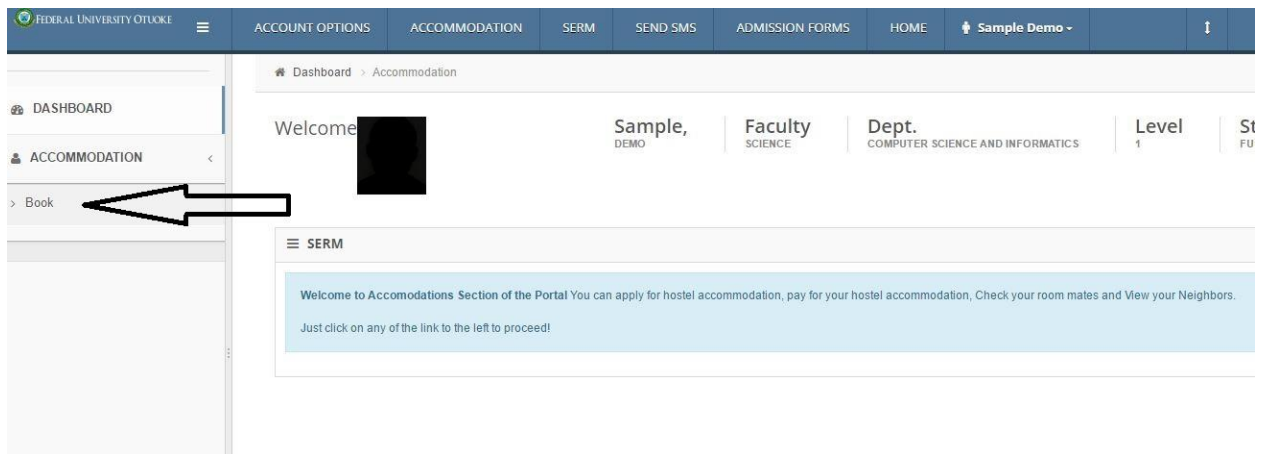 FEDERAL UNIVERSITY OTUOKE
ACCOUNT OPTIONS ACCOMMODATION SERM SEND SMS ADMISSION FORMS HOME Sample Demo
Dashboard > Accommodation
DASHBOARD
ACCOMMODATION <
> Book
Welcome
Sample,
DEMO
Faculty
SCIENCE
Dept.
COMPUTER SCIENCE AND INFORMATICS
Level
1
SERM
Welcome to Accomodations Section of the Portal You can apply for hostel accommodation, pay for your hostel accommodation, Check your room mates and View your Neighbors.
Just click on any of the link to the left to proceed!